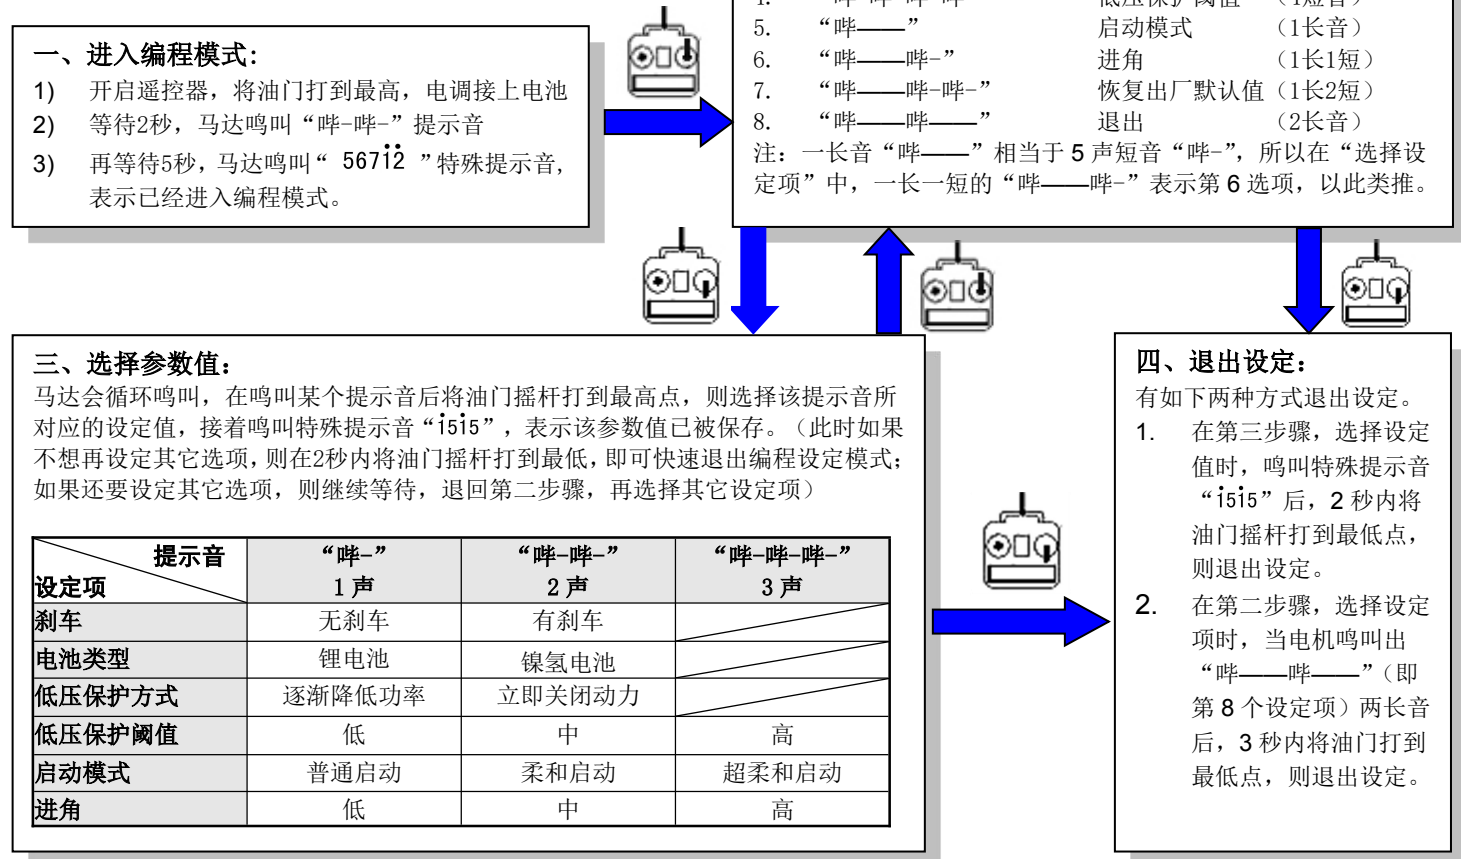 一、进入编程模式:
1) 开启遥控器，将油门打到最高，电调接上电池
2) 等待2秒，马达鸣叫“哔-哔-”提示音
3) 再等待5秒，马达鸣叫“ 5671̇2̇ ”特殊提示音，
表示已经进入编程模式。
5. “哔——” 启动模式 （1长音）
6. “哔——哔-” 进角 （1长1短）
7. “哔——哔-哔-” 恢复出厂默认值（1长2短）
8. “哔——哔——” 退出 （2长音）
注：一长音“哔——”相当于 5 声短音“哔-”，所以在“选择设
定项”中，一长一短的“哔——哔-”表示第 6 选项，以此类推。
三、选择参数值：
马达会循环鸣叫，在鸣叫某个提示音后将油门摇杆打到最高点，则选择该提示音所
对应的设定值，接着鸣叫特殊提示音“1̇51̇5”，表示该参数值已被保存。（此时如果
不想再设定其它选项，则在2秒内将油门摇杆打到最低，即可快速退出编程设定模式；
如果还要设定其它选项，则继续等待，退回第二步骤，再选择其它设定项）
提示音 “哔-” “哔-哔-” “哔-哔-哔-”
设定项 1 声 2 声 3 声
刹车 无刹车 有刹车
电池类型 锂电池 镍氢电池
低压保护方式 逐渐降低功率 立即关闭动力
低压保护阈值 低 中 高
启动模式 普通启动 柔和启动 超柔和启动
进角 低 中 高
四、退出设定：
有如下两种方式退出设定。
1. 在第三步骤，选择设定
值时，鸣叫特殊提示音
“1̇51̇5”后，2 秒内将
油门摇杆打到最低点，
则退出设定。
2. 在第二步骤，选择设定
项时，当电机鸣叫出
“哔——哔——”（即
第 8 个设定项）两长音
后，3 秒内将油门打到
最低点，则退出设定。